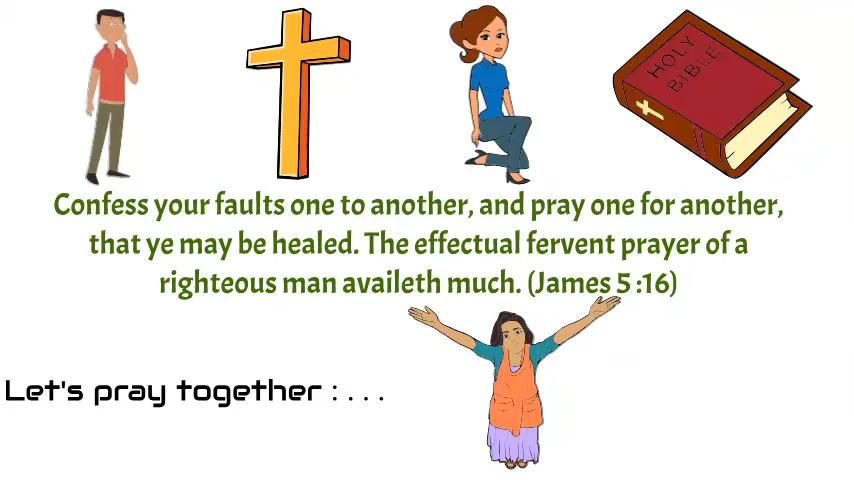 HOLY
BIBLE
Confess your faults one to another, and pray one for another,
that ye may be healed. The effectual fervent prayer of a
righteous man availeth much. (James 5 :16)
Let's pray together : . . .